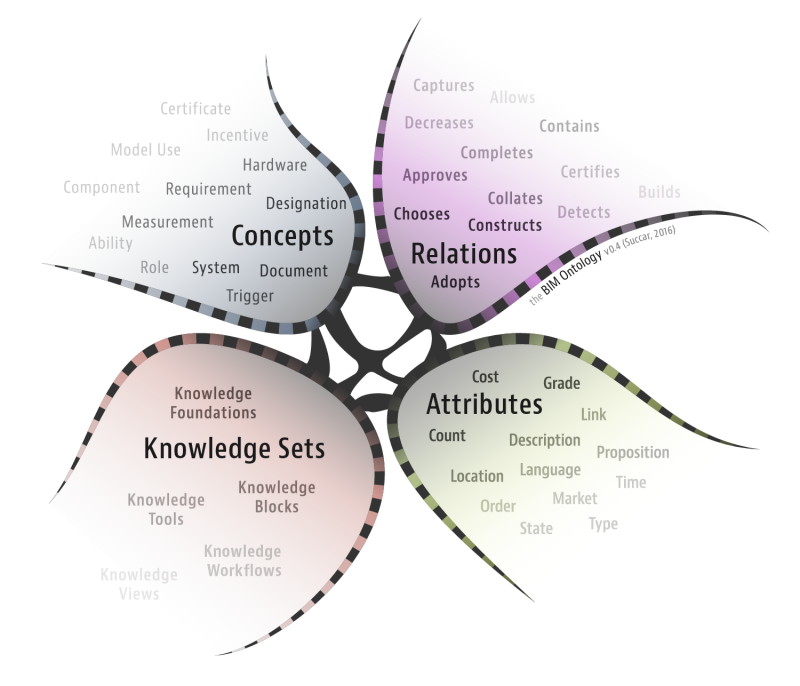 Certificate
Incentive
Model Use
Hardware
Component
Requirement
Designation
Measurement
Concepts
Ability
Role
System
Document
Trigger
Captures
Allows
Decreases
Contains
Completes
Approves
Certifies
Collates
Builds
Chooses
Detects
Constructs
Relations
Adopts
the BIM Ontology v0.4 (Succar, 2016)
Knowledge
Foundations
Knowledge Sets
Knowledge
Tools
Knowledge
Blocks
Knowledge
Workflows
Knowledge
Views
Cost
Grade
Attributes
Link
Count
Description
Proposition
Location
Language
Time
Order
Market
State
Type